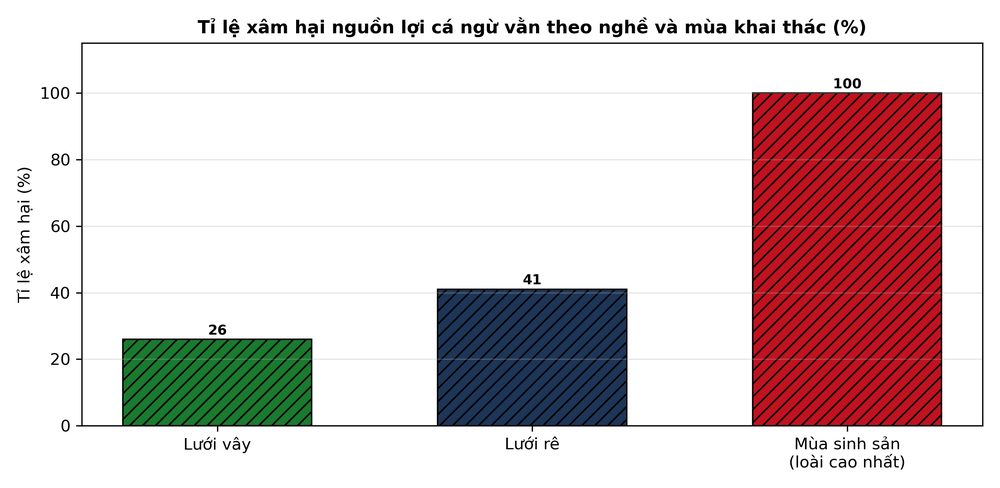 Tỉ lệ xâm hại nguồn lợi cá ngừ vằn theo nghề và mùa khai thác (%)
Tỉ lệ xâm hại (%)
100
80
60
40
20
0
26
41
100
Lưới vây
Lưới rê
Mùa sinh sản
(loài cao nhất)